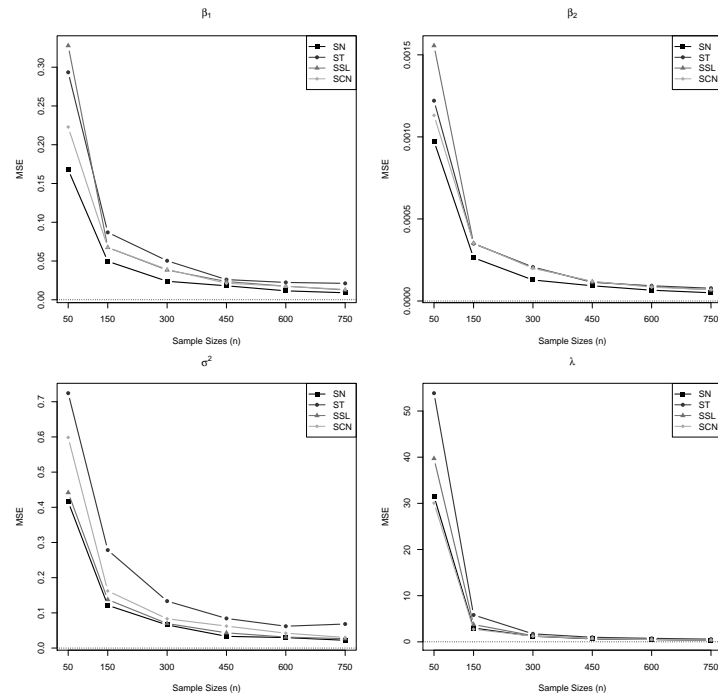 β₁
MSE
0.00
0.05
0.10
0.15
0.20
0.25
0.30
50 150 300 450 600 750
Sample Sizes (n)
SN
ST
SSL
SCN
β₂
MSE
0.0000
0.0005
0.0010
0.0015
50 150 300 450 600 750
Sample Sizes (n)
SN
ST
SSL
SCN
σ²
MSE
0.0
0.1
0.2
0.3
0.4
0.5
0.6
0.7
50 150 300 450 600 750
Sample Sizes (n)
SN
ST
SSL
SCN
λ
MSE
0
10
20
30
40
50
50 150 300 450 600 750
Sample Sizes (n)
SN
ST
SSL
SCN